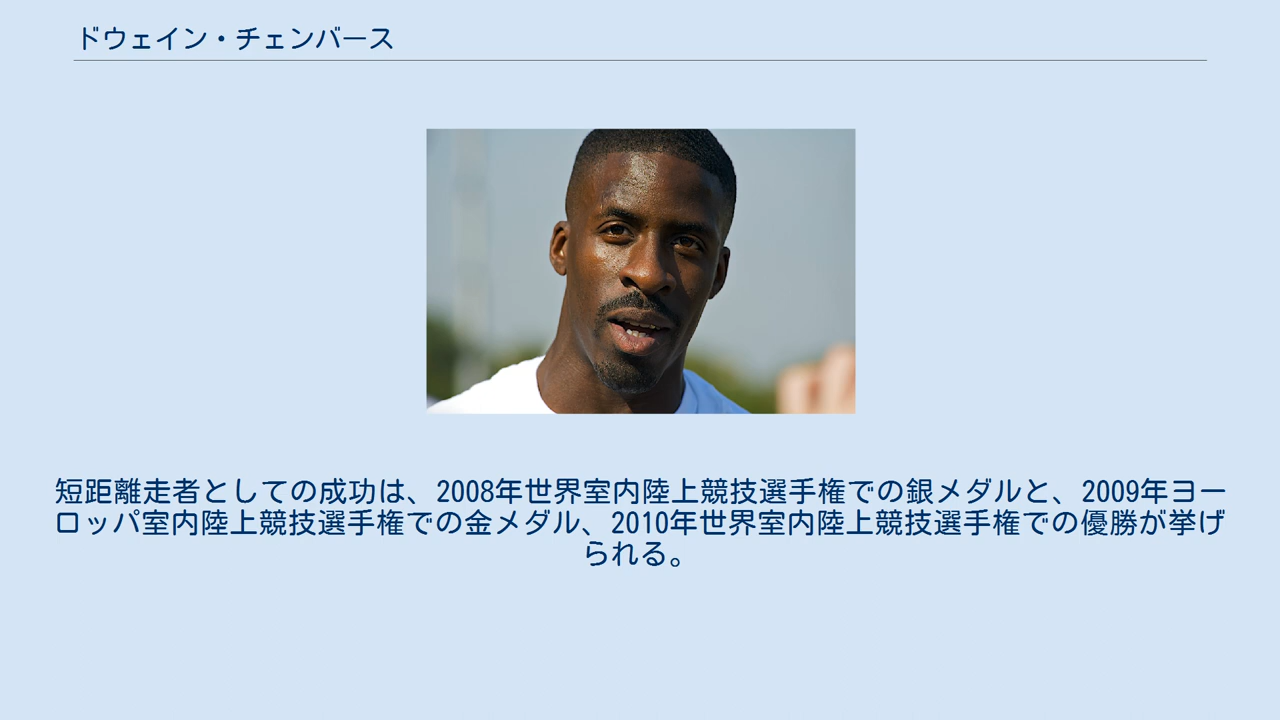 ドウェイン・チェンバース
短距離走者としての成功は、2008年世界室内陸上競技選手権での銀メダルと、2009年ヨー
ロッパ室内陸上競技選手権での金メダル、2010年世界室内陸上競技選手権での優勝が挙げ
られる。